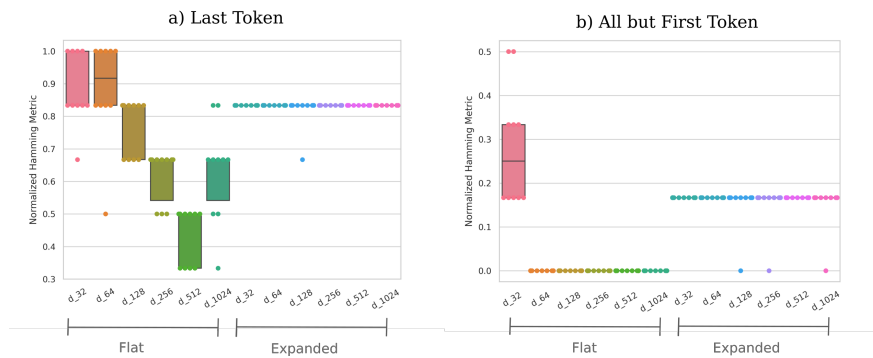 a) Last Token
Normalized Hamming Metric
1.0
0.9
0.8
0.7
0.6
0.5
0.4
0.3
d_32 d_64 d_128 d_256 d_512 d_1024 d_32 d_64 d_128 d_256 d_512 d_1024
Flat Expanded
b) All but First Token
Normalized Hamming Metric
0.5
0.4
0.3
0.2
0.1
0.0
d_32 d_64 d_128 d_256 d_512 d_1024 d_32 d_64 d_128 d_256 d_512 d_1024
Flat Expanded